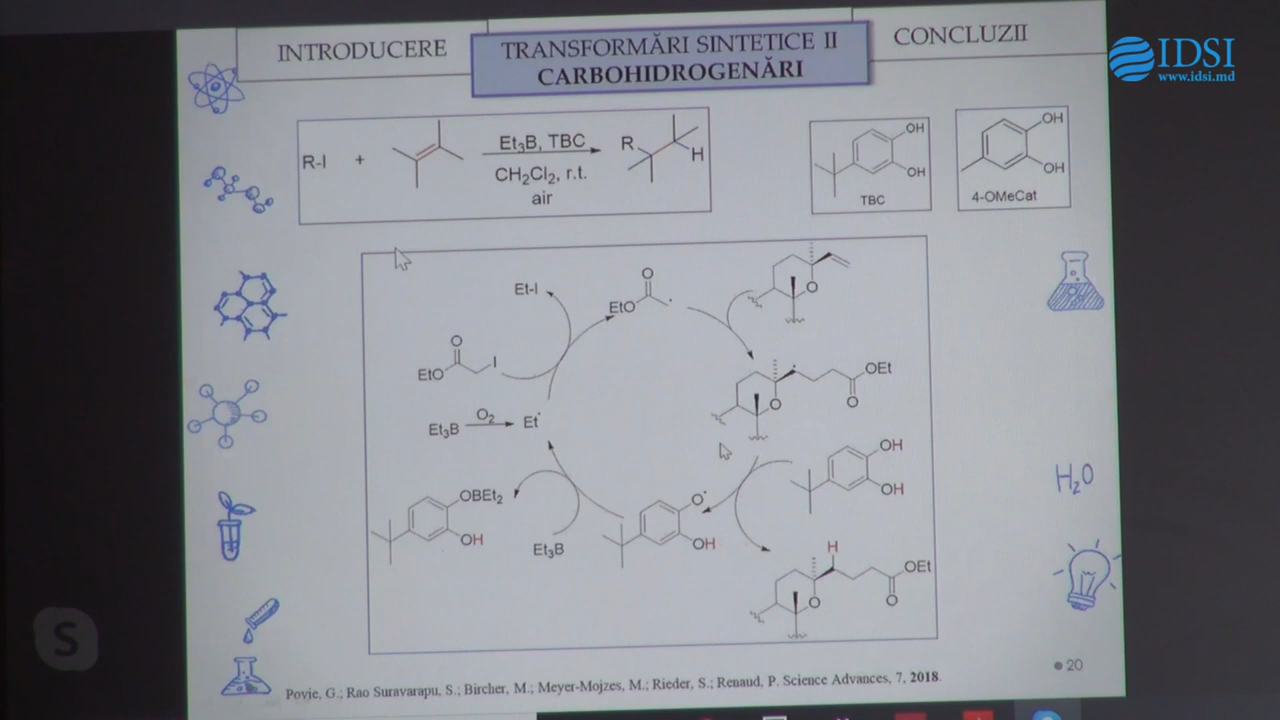 INTRODUCERE
TRANSFORMĂRI SINTETICE II
CARBOHIDROGENĂRI
CONCLUZII
IDSI
www.idsi.md
R-I + Et3B, TBC
CH2Cl2, r.t.
air
R
H
OH
OH
TBC
OH
OH
4-OMeCat
Et-I
O
EtO
O
O
EtO
I
OEt
O
O
Et3B O2 Et
OH
OH
OBEt2
OH
Et3B
O
OH
H
OEt
O
O
H2O
S
20
Povie, G.; Rao Suravarapu, S.; Bircher, M.; Meyer-Mojzes, M.; Rieder, S.; Renaud, P. Science Advances, 7, 2018.